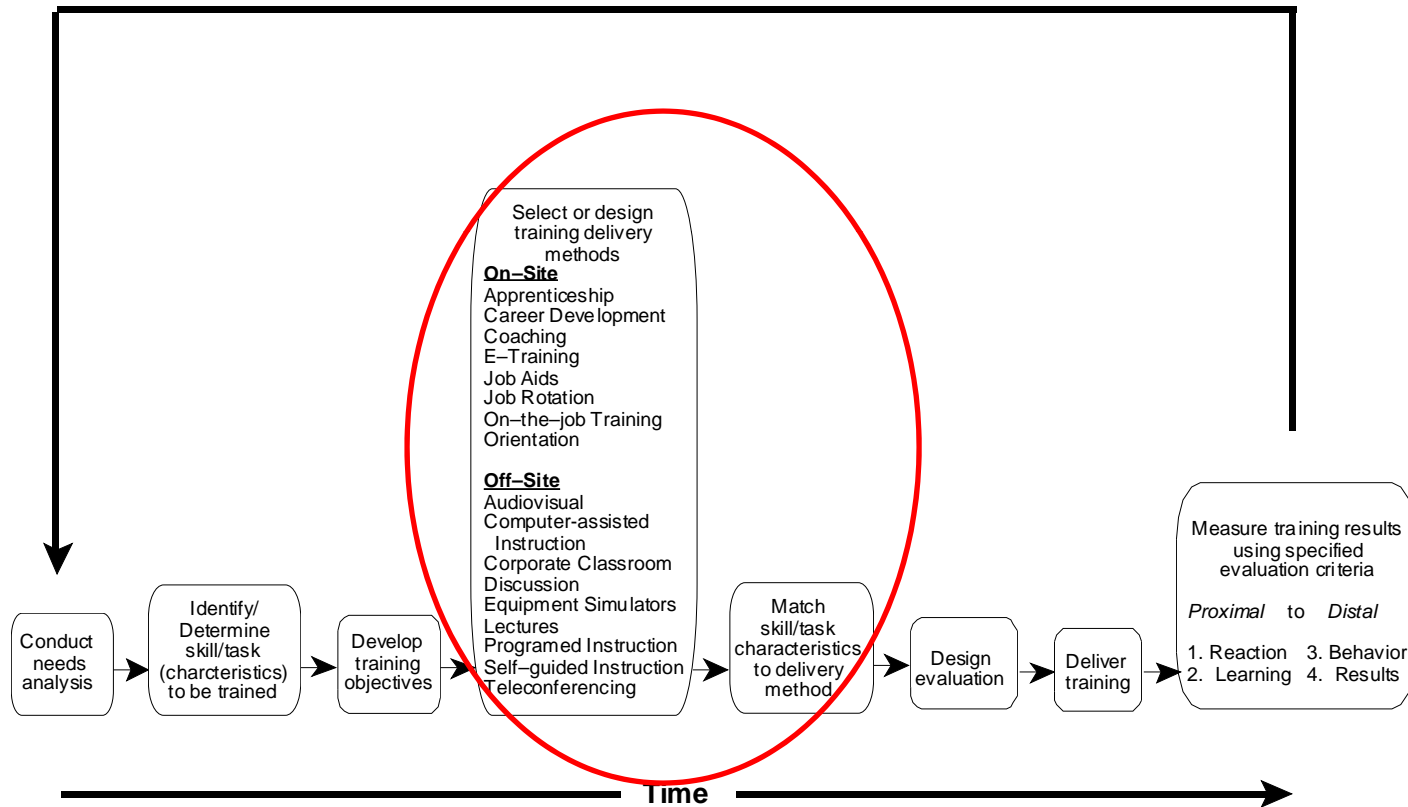 Conduct
needs
analysis
Identify/
Determine
skill/task
(charcteristics)
to be trained
Develop
training
objectives
Select or design
training delivery
methods
On–Site
Apprenticeship
Career Development
Coaching
E–Training
Job Aids
Job Rotation
On–the–job Training
Orientation
Off–Site
Audiovisual
Computer-assisted
Instruction
Corporate Classroom
Discussion
Equipment Simulators
Lectures
Programed Instruction
Self–guided Instruction
Teleconferencing
Match
skill/task
characteristics
to delivery
method
Design
evaluation
Deliver
training
Measure training results
using specified
evaluation criteria
Proximal to Distal
1. Reaction 3. Behavior
2. Learning 4. Results
Time